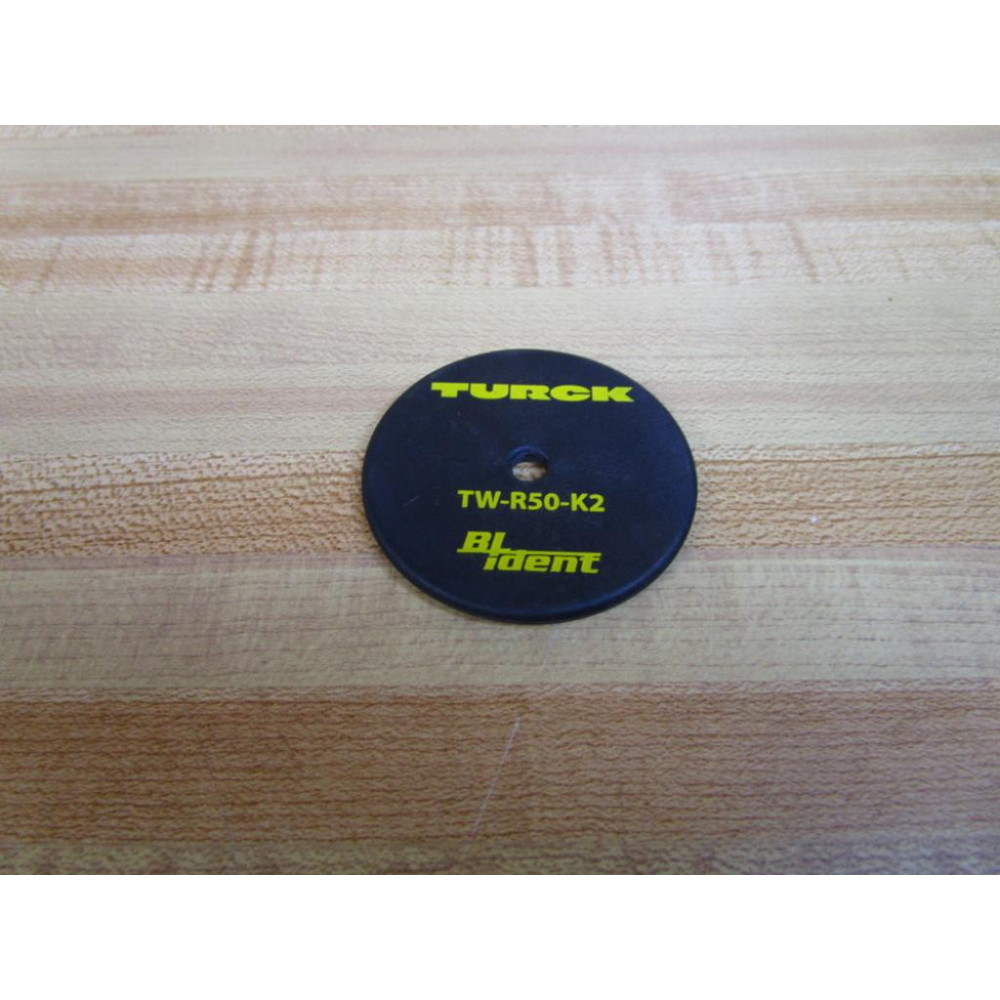 TURCK
TW-R50-K2
BL
ident